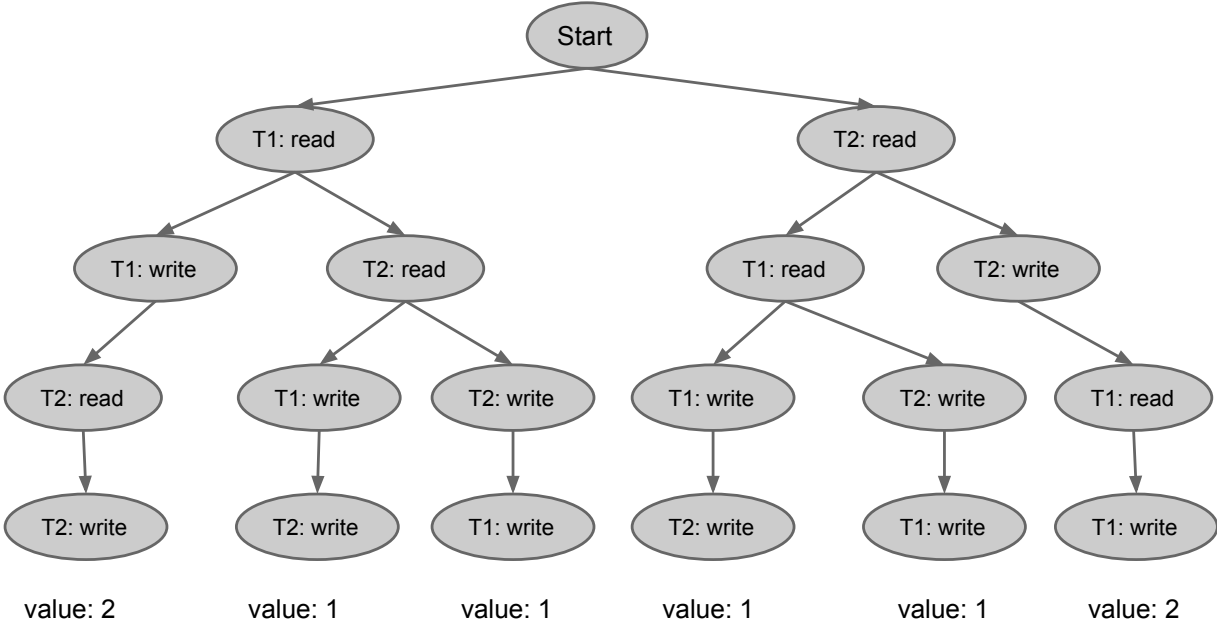 Start
T1: read
T2: read
T1: write
T2: read
T1: read
T2: write
T2: read
T1: write
T2: write
T1: write
T2: write
T1: read
T2: write
T2: write
T1: write
T2: write
T1: write
T1: write
value: 2
value: 1
value: 1
value: 1
value: 1
value: 2